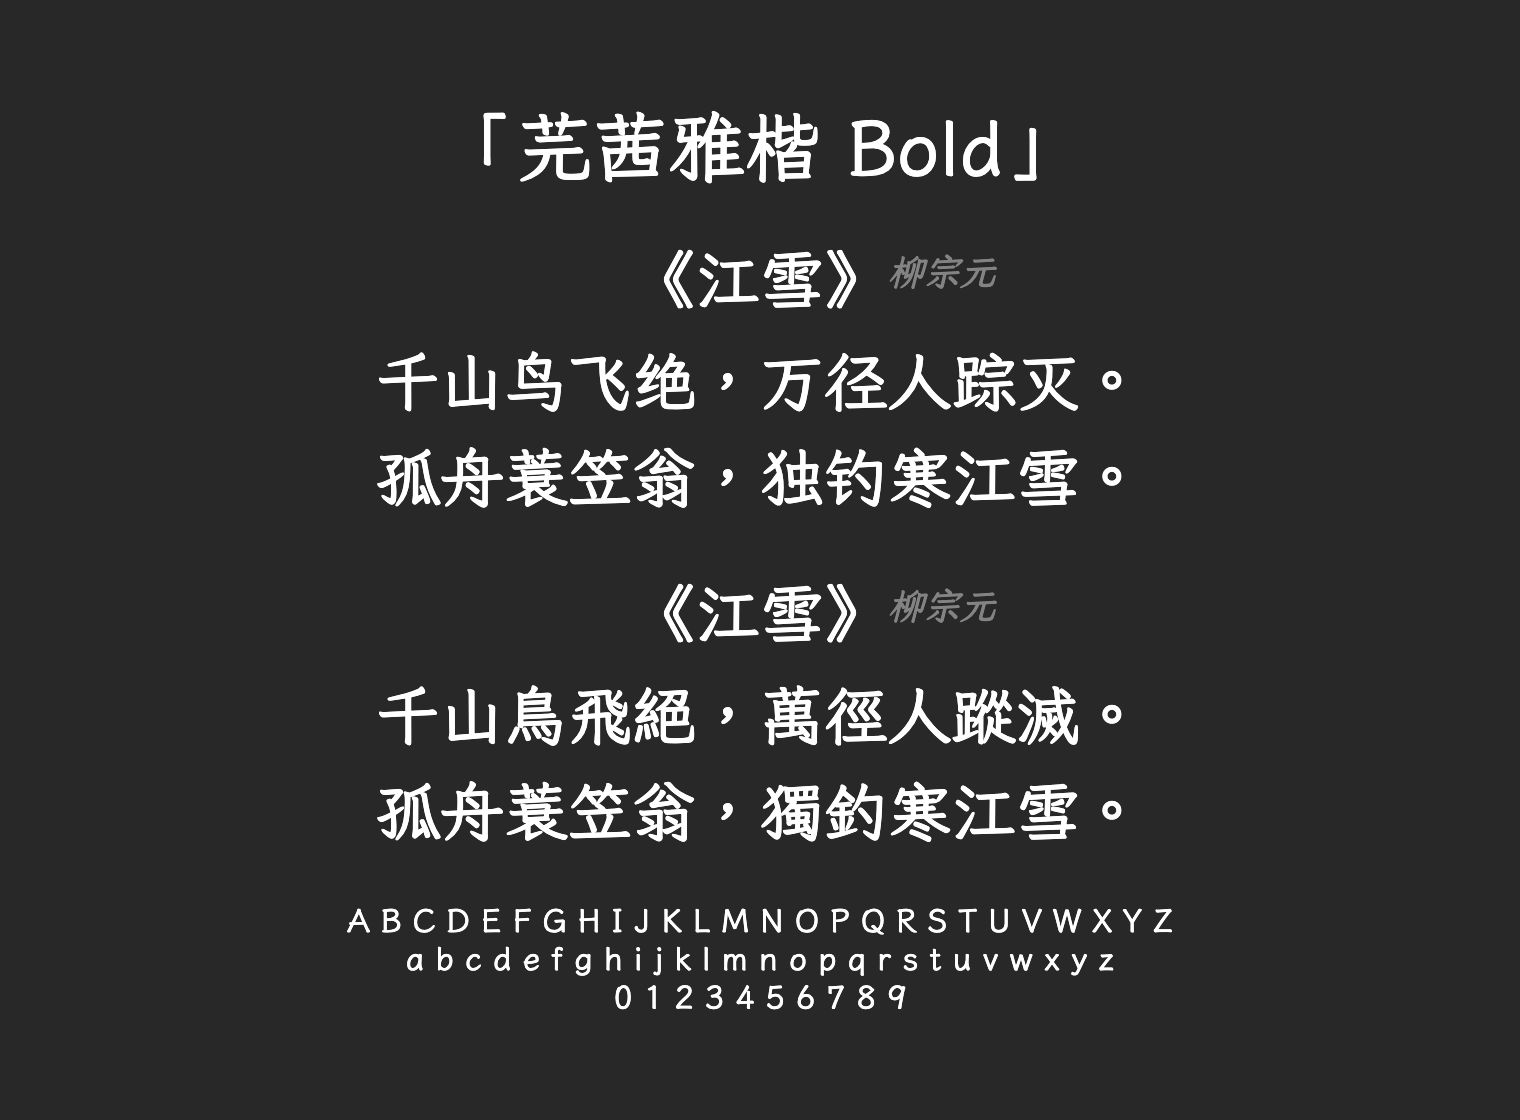 「芫茜雅楷 Bold」
《江雪》柳宗元
千山鸟飞绝，万径人踪灭。
孤舟蓑笠翁，独钓寒江雪。
《江雪》柳宗元
千山鳥飛絕，萬徑人蹤滅。
孤舟蓑笠翁，獨釣寒江雪。
A B C D E F G H I J K L M N O P Q R S T U V W X Y Z
a b c d e f g h i j k l m n o p q r s t u v w x y z
0 1 2 3 4 5 6 7 8 9